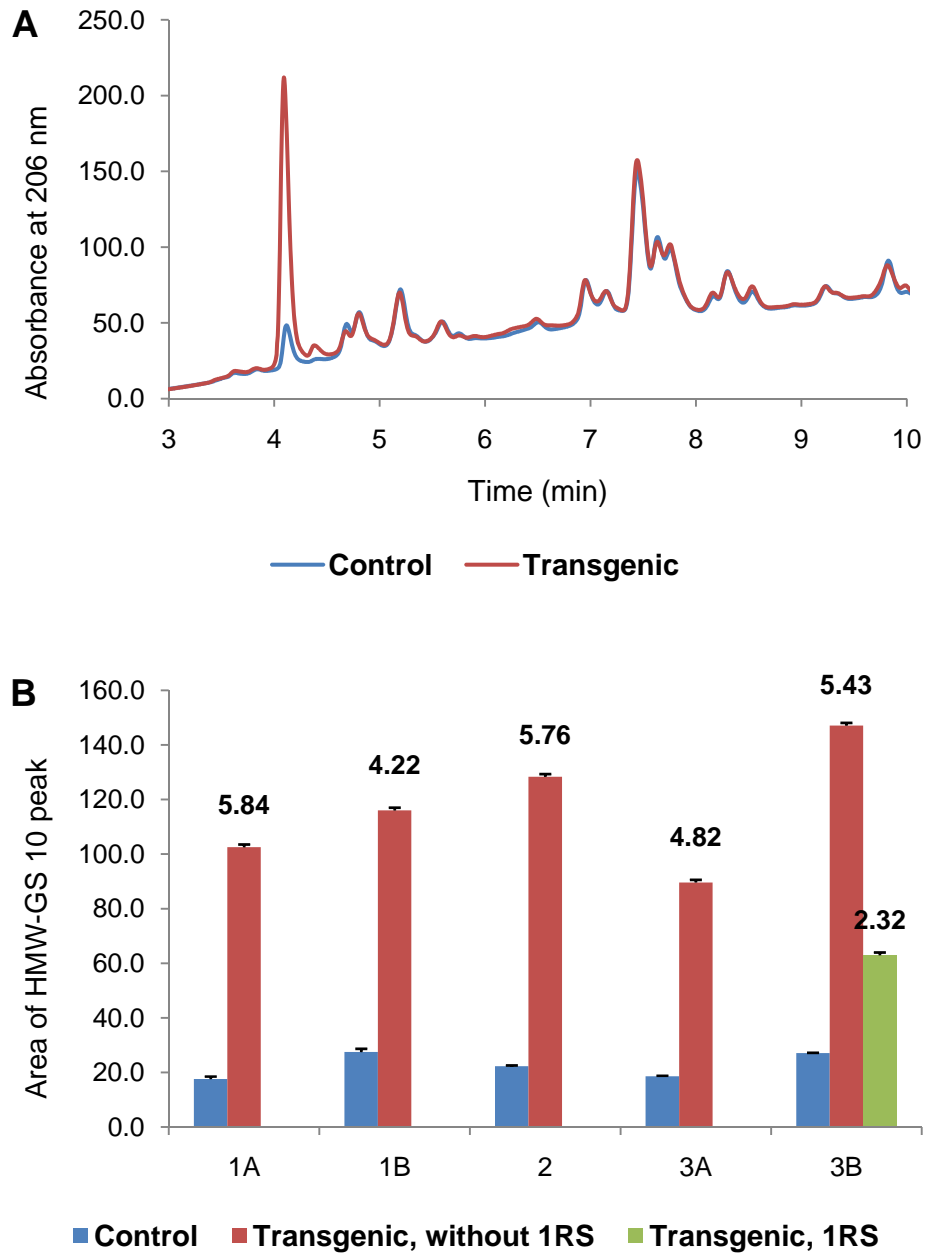 A
250.0
200.0
150.0
100.0
50.0
0.0
Absorbance at 206 nm
3 4 5 6 7 8 9 10
Time (min)
Control Transgenic
B
160.0
140.0
120.0
100.0
80.0
60.0
40.0
20.0
0.0
Area of HMW-GS 10 peak
5.84
4.22
5.76
4.82
5.43
2.32
1A 1B 2 3A 3B
Control Transgenic, without 1RS Transgenic, 1RS